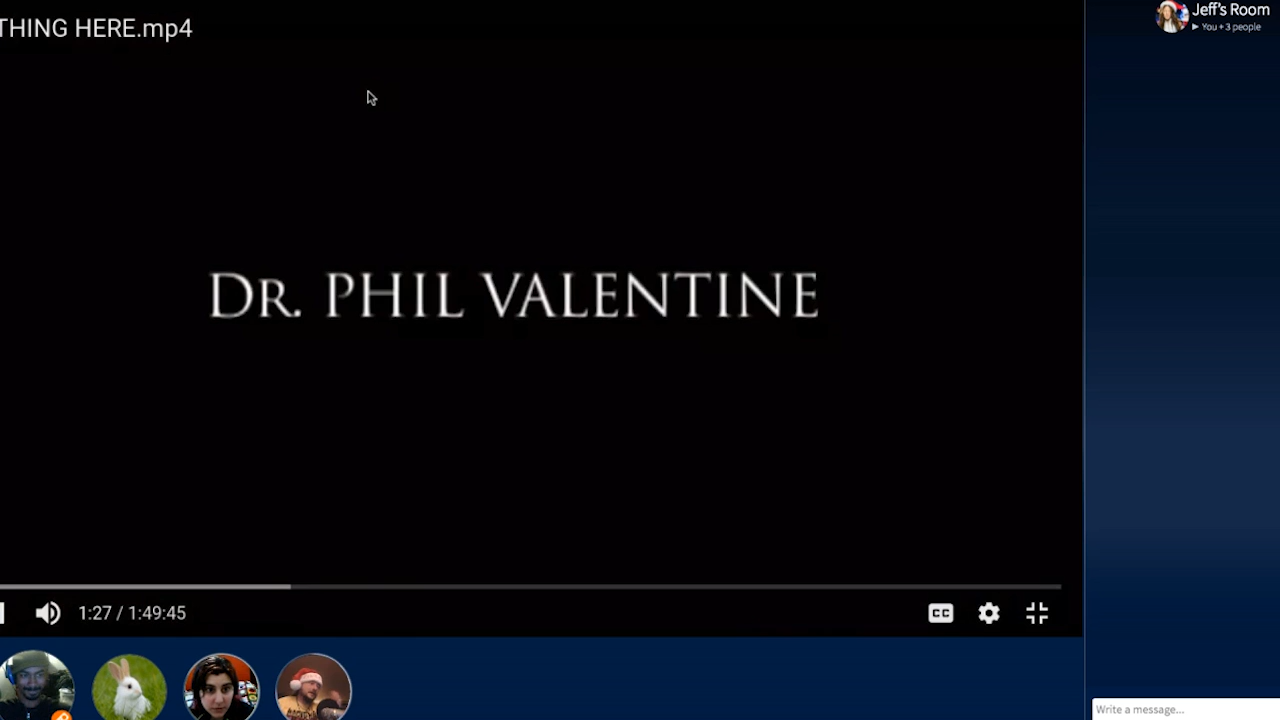 THING HERE.mp4
Jeff's Room
You + 3 people
Dr. PHIL VALENTINE
1:27 / 1:49:45
CC
Write a message...